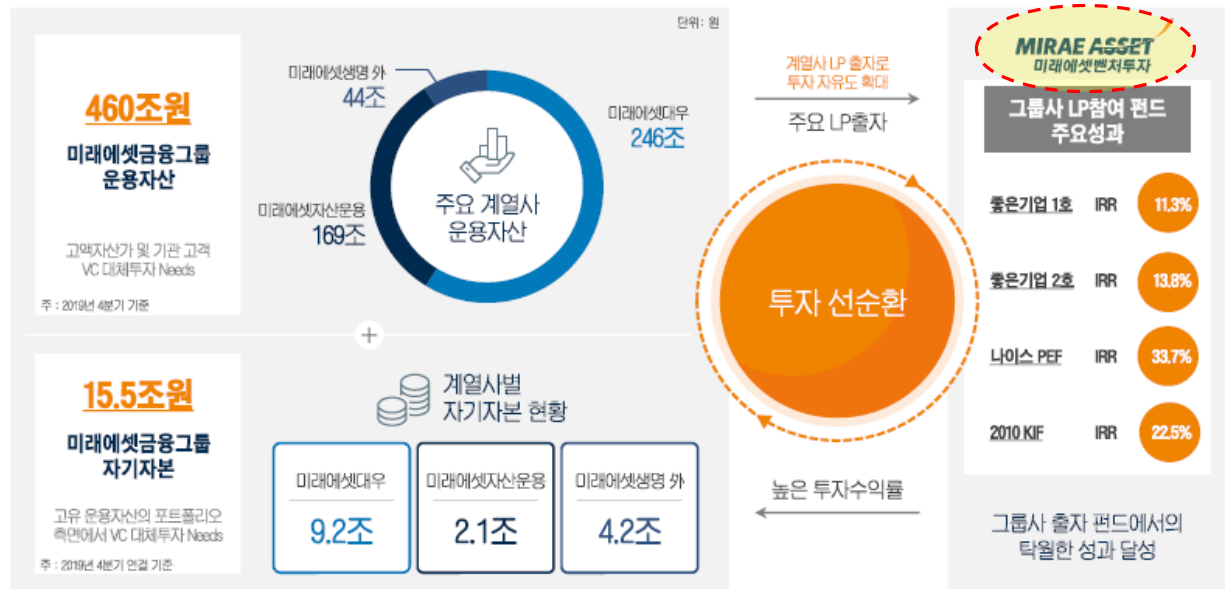 단위: 원
460조원
미래에셋금융그룹
운용자산
고액자산가 및 기관 고객
VC 대체투자 Needs
주 : 2019년 4분기 기준
미래에셋생명 外
44조
미래에셋대우
246조
미래에셋자산운용
169조
주요 계열사
운용자산
+
15.5조원
미래에셋금융그룹
자기자본
고유 운용자산의 포트폴리오
측면에서 VC 대체투자 Needs
주 : 2019년 4분기 연결 기준
계열사별
자기자본 현황
미래에셋대우
9.2조
미래에셋자산운용
2.1조
미래에셋생명 外
4.2조
계열사 LP 출자로
투자 자유도 확대
주요 LP출자
투자 선순환
높은 투자수익률
MIRAE ASSET
미래에셋벤처투자
그룹사 LP참여 펀드
주요성과
좋은기업 1호 IRR 11.3%
좋은기업 2호 IRR 13.8%
나이스 PEF IRR 33.7%
2010 KIF IRR 22.5%
그룹사 출자 펀드에서의
탁월한 성과 달성